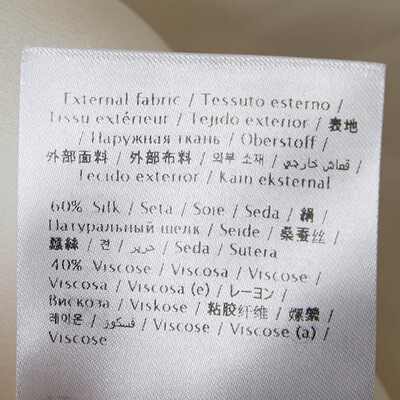 External fabric / Tessuto esterno /
Tissu extérieur / Tejido exterior / 表地
/ Наружная ткань / Oberstoff /
外部面料 / 外部布料 / 외부 소재 / قماش خارجي /
Tecido exterior / Kain eksternal
60% Silk / Seta / Soie / Seda / 絹 /
Натуральный шелк / Seide / 桑蚕丝 /
蠶絲 / 견 / حرير / Seda / Sutera
40% Viscose / Viscosa / Viscose /
Viscosa / Viscosa (e) / レーヨン /
Вискоза / Viskose / 粘胶纤维 / 嫘縈 /
레이온 / فسكوز / Viscose / Viscose (a) /
Viscose